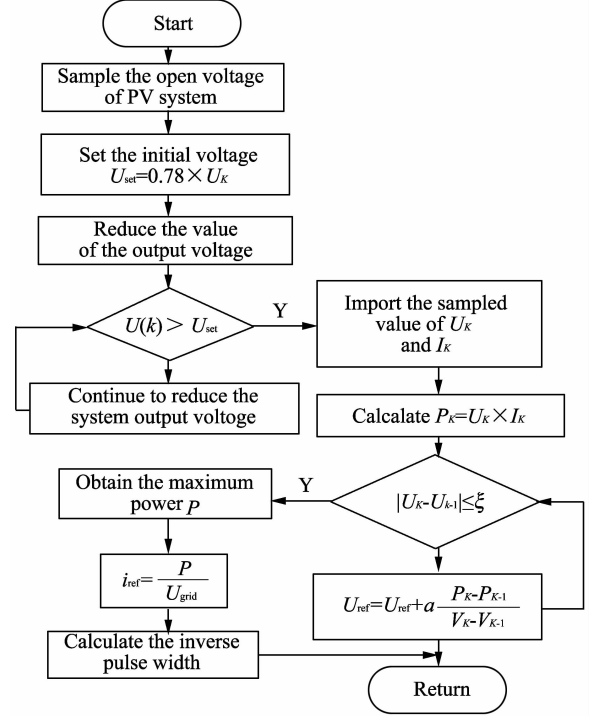 Start
Sample the open voltage
of PV system
Set the initial voltage
Uset=0.78×UK
Reduce the value
of the output voltage
U(k)> Uset
Y
Continue to reduce the
system output voltoge
Import the sampled
value of UK
and IK
Calcalate PK=UK×IK
|UK-Uk-1|≤ξ
Y
Obtain the maximum
power P
iref=P/Ugrid
Calculate the inverse
pulse width
Uref=Uref+a PK-PK-1/VK-VK-1
Return